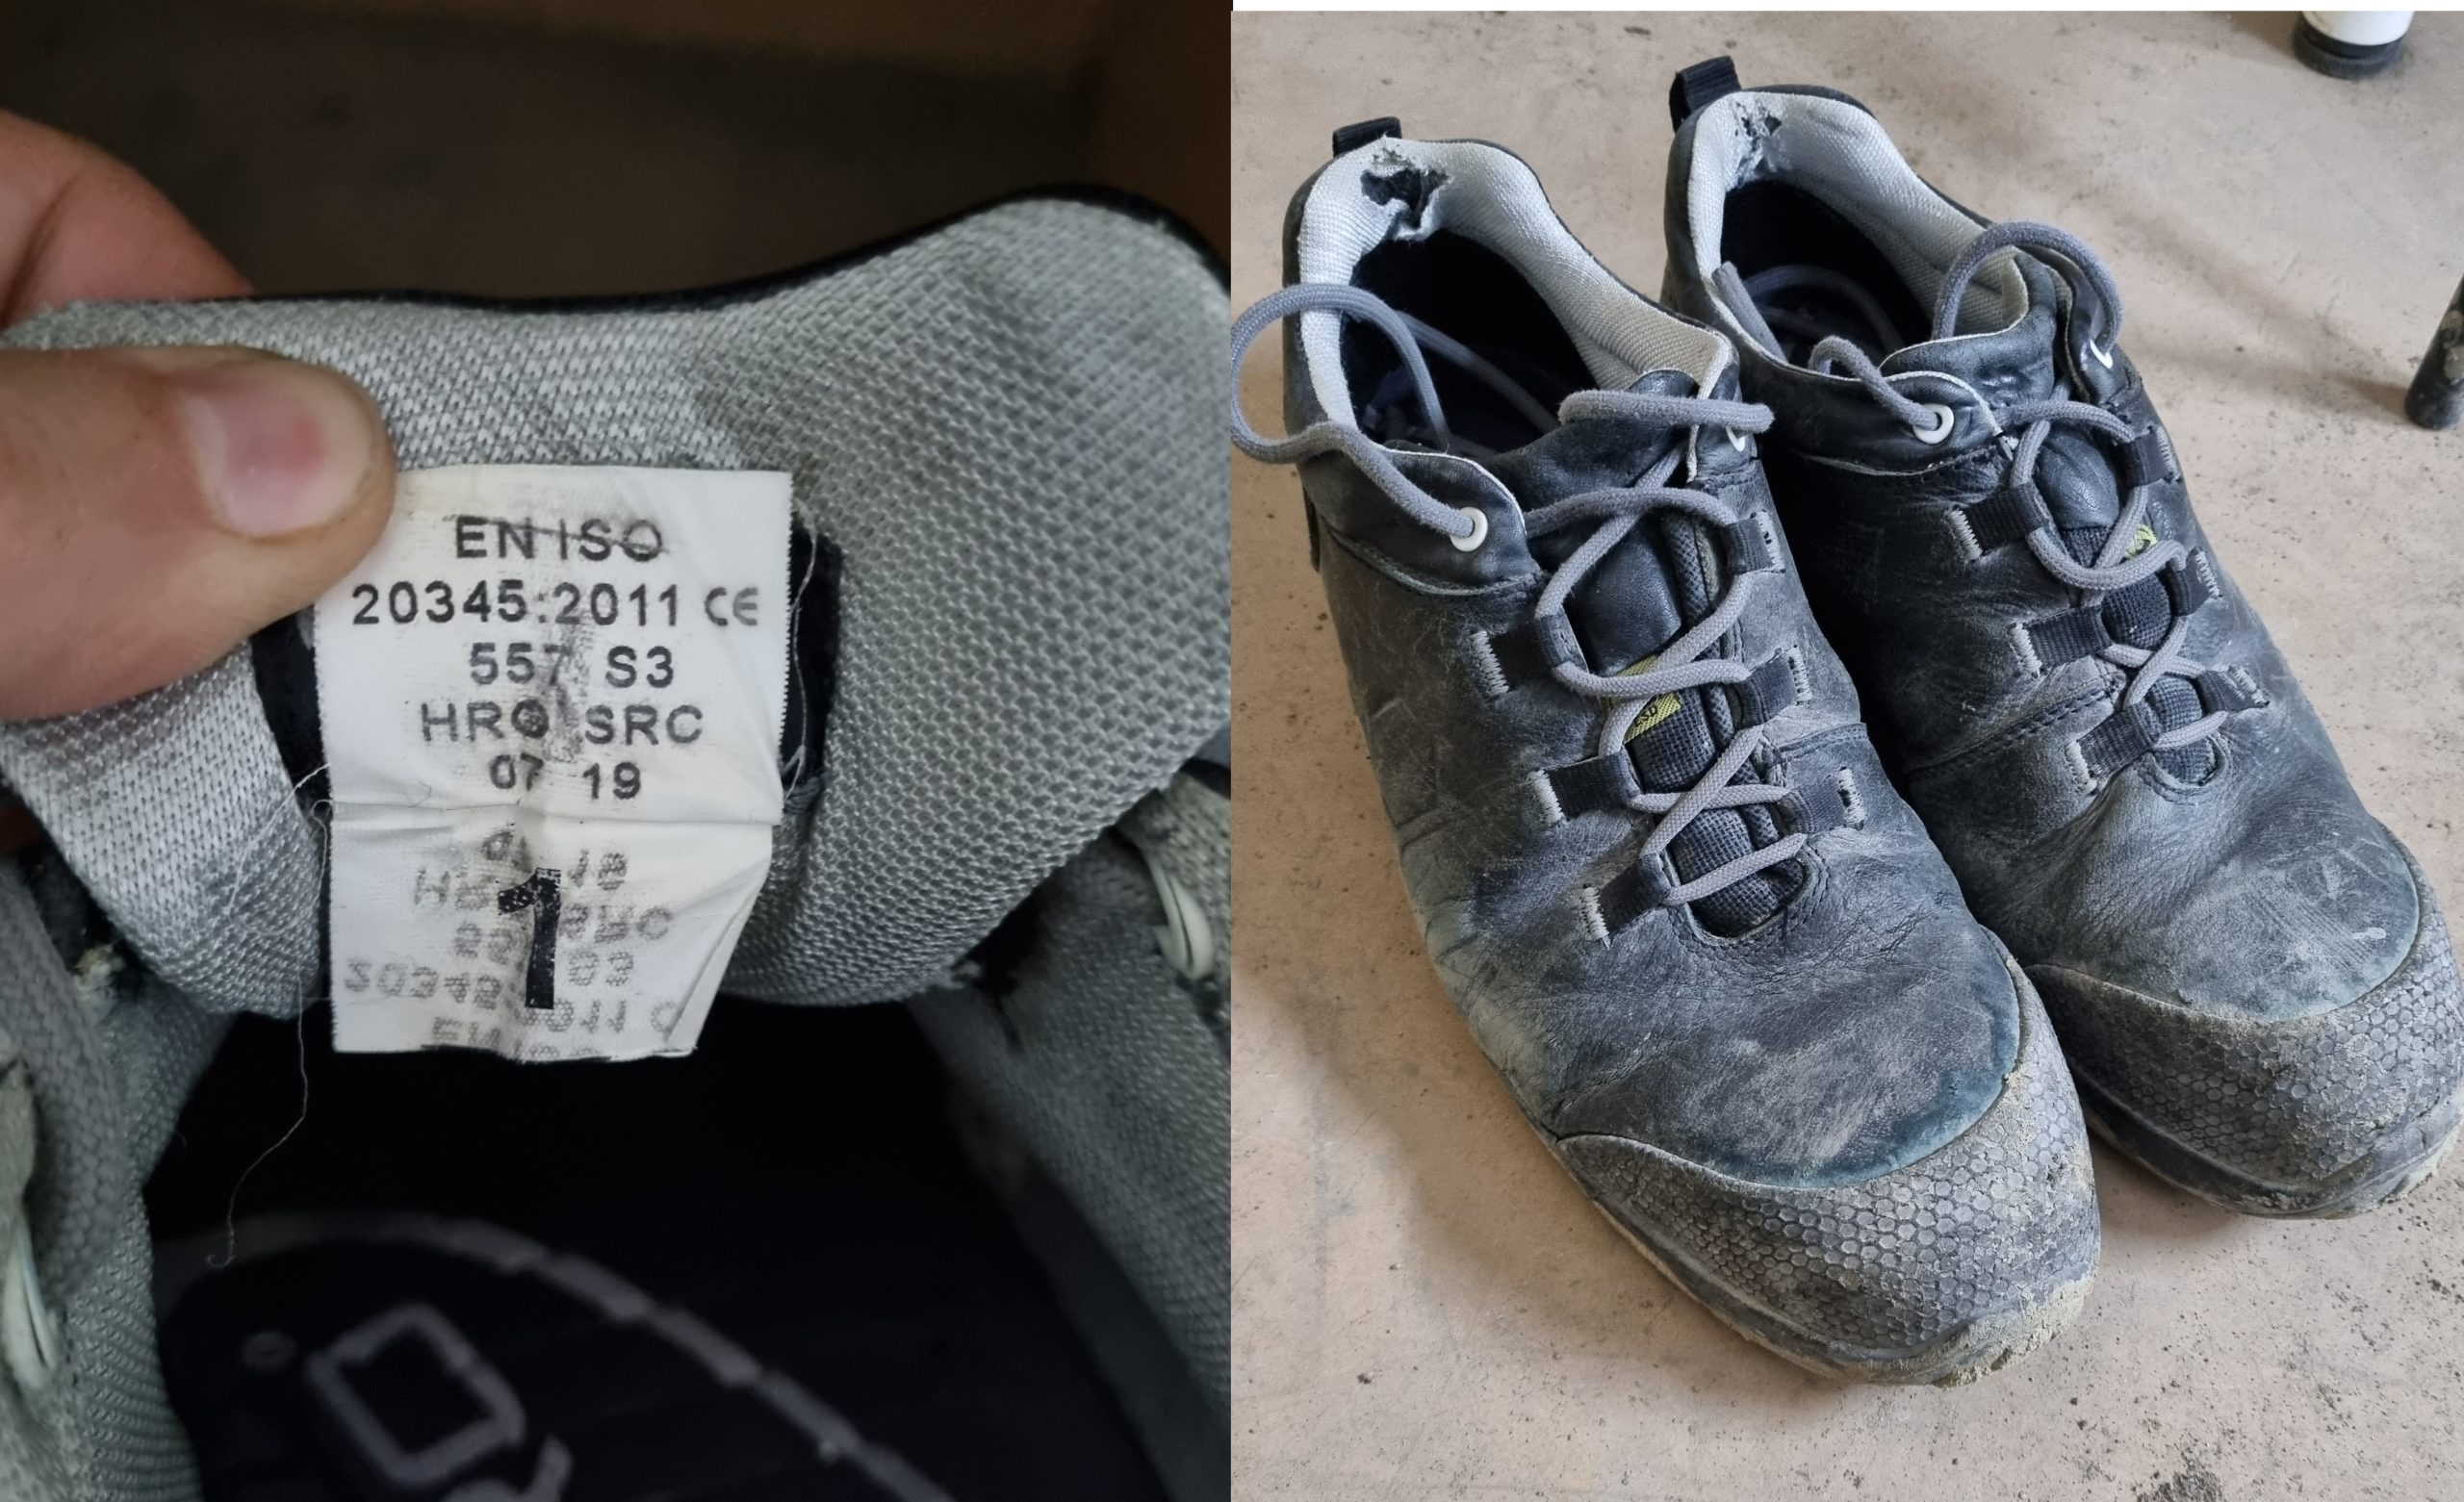 EN ISO
20345:2011 CE
557 S3
HRO SRC
07 19
1